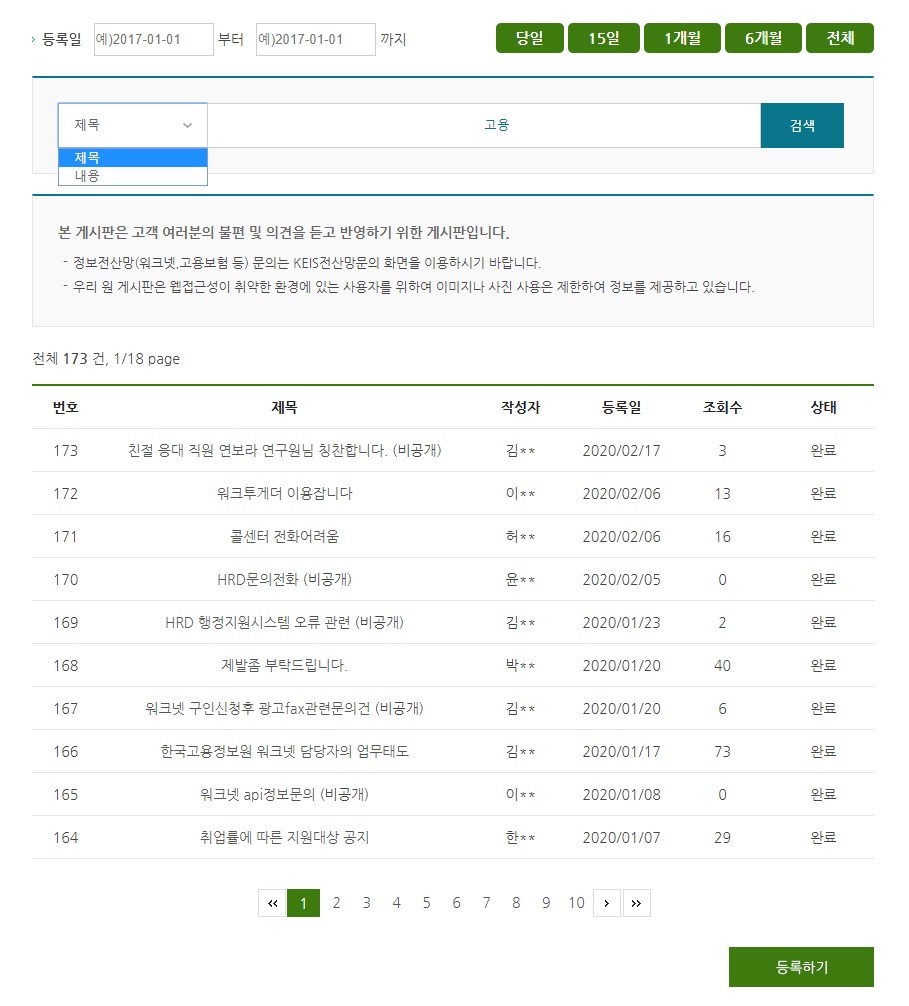 등록일 예)2017-01-01 부터 예)2017-01-01 까지 당일 15일 1개월 6개월 전체
제목 고용 검색
제목
내용
본 게시판은 고객 여러분의 불편 및 의견을 듣고 반영하기 위한 게시판입니다.
- 정보전산망(워크넷,고용보험 등) 문의는 KEIS전산망문의 화면을 이용하시기 바랍니다.
- 우리 원 게시판은 웹접근성이 취약한 환경에 있는 사용자를 위하여 이미지나 사진 사용은 제한하여 정보를 제공하고 있습니다.
전체 173 건, 1/18 page
번호 제목 작성자 등록일 조회수 상태
173 친절 응대 직원 연보라 연구원님 칭찬합니다. (비공개) 김** 2020/02/17 3 완료
172 워크투게더 이용잡니다 이** 2020/02/06 13 완료
171 콜센터 전화어려움 허** 2020/02/06 16 완료
170 HRD문의전화 (비공개) 윤** 2020/02/05 0 완료
169 HRD 행정지원시스템 오류 관련 (비공개) 김** 2020/01/23 2 완료
168 제발좀 부탁드립니다. 박** 2020/01/20 40 완료
167 워크넷 구인신청후 광고fax관련문의건 (비공개) 김** 2020/01/20 6 완료
166 한국고용정보원 워크넷 담당자의 업무태도 김** 2020/01/17 73 완료
165 워크넷 api정보문의 (비공개) 이** 2020/01/08 0 완료
164 취업률에 따른 지원대상 공지 한** 2020/01/07 29 완료
1 2 3 4 5 6 7 8 9 10
등록하기